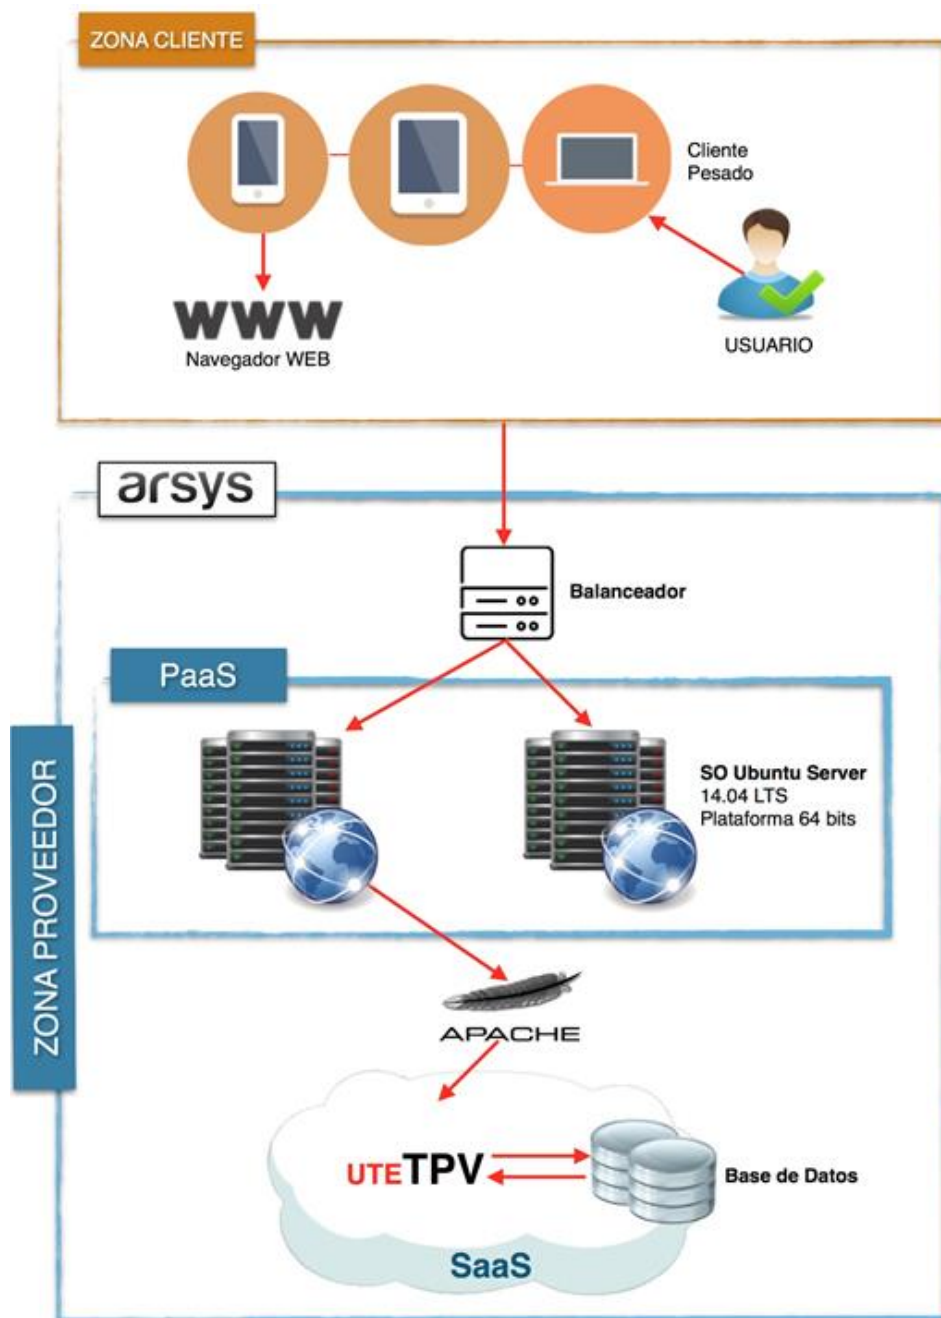 ZONA CLIENTE
Cliente
Pesado
WWW
Navegador WEB
USUARIO
arsys
Balanceador
PaaS
SO Ubuntu Server
14.04 LTS
Plataforma 64 bits
ZONA PROVEEDOR
APACHE
UTETPV
Base de Datos
SaaS